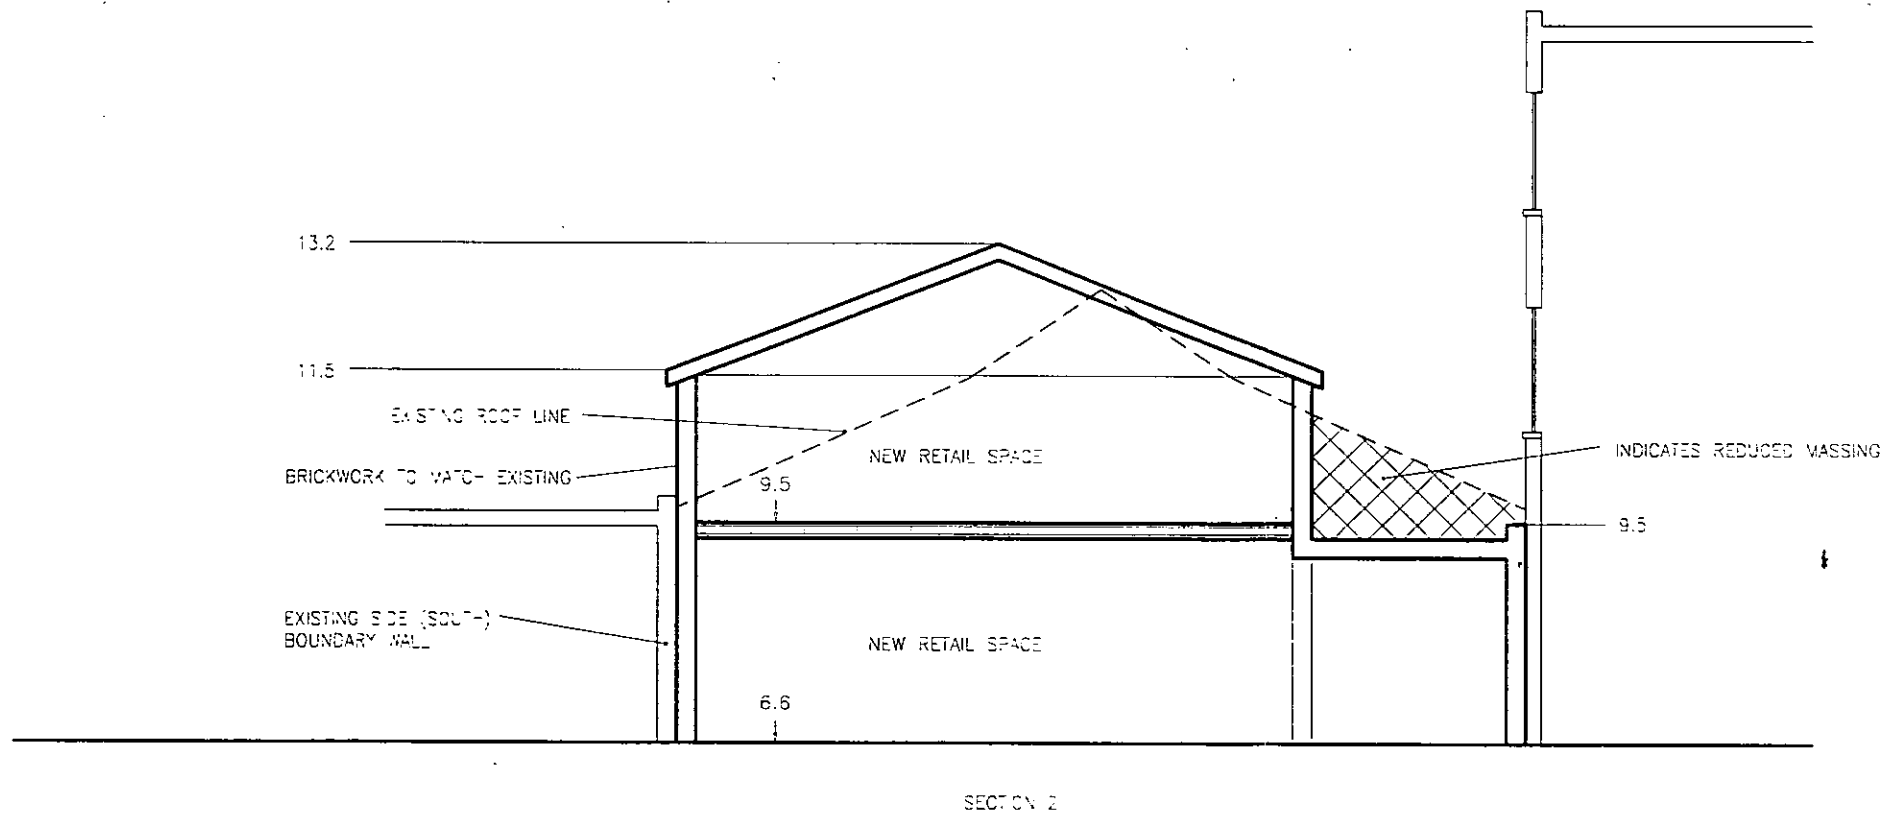 13.2
11.5
EXISTING ROOF LINE
NEW RETAIL SPACE
INDICATES REDUCED MASSING
BRICKWORK TO MATCH EXISTING
9.5
9.5
EXISTING SIDE (SOUTH)
BOUNDARY WALL
NEW RETAIL SPACE
6.6
SECTION 2